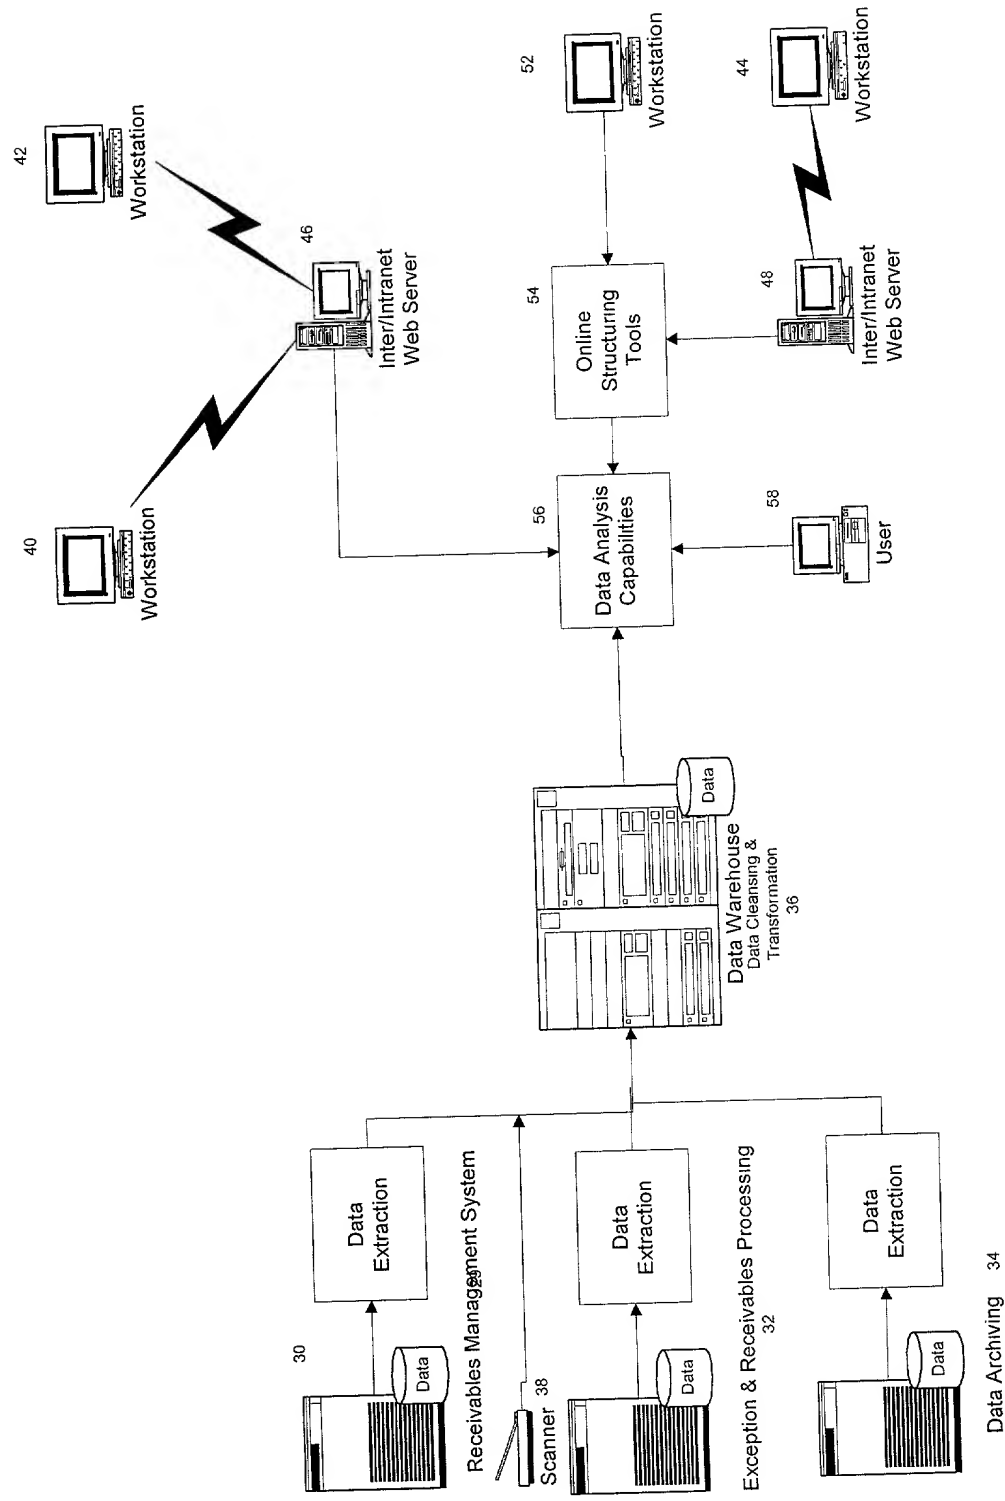 42
Workstation
40
Workstation
46
Inter/Intranet
Web Server
52
Workstation
44
Workstation
54
Online
Structuring
Tools
48
Inter/Intranet
Web Server
56
Data Analysis
Capabilities
58
User
Data
Data Warehouse
Data Cleansing &
Transformation
36
30
Data
Data
Extraction
Receivables Management System
29
38
Scanner
Data
Data
Extraction
Exception & Receivables Processing
32
Data
Data
Extraction
Data Archiving 34